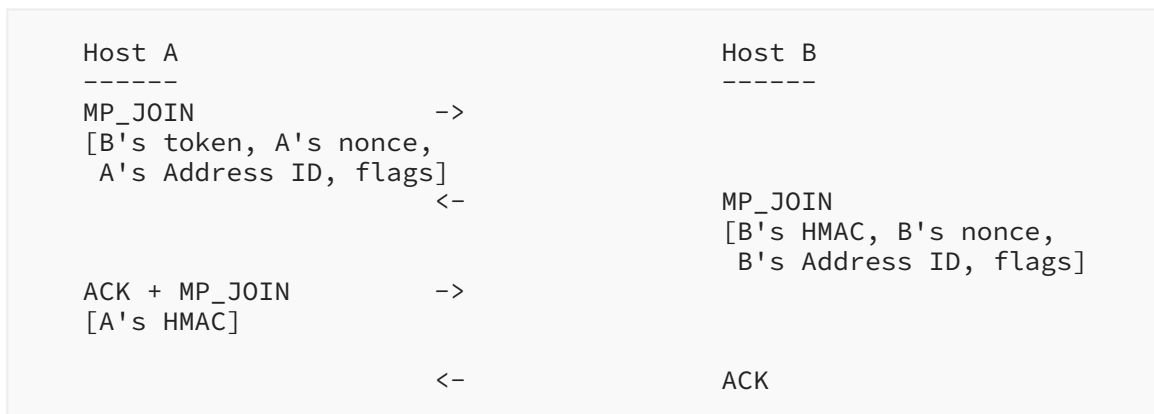 Host A                                  Host B
------                                  ------
MP_JOIN               ->
[B's token, A's nonce,
 A's Address ID, flags]
                      <-                MP_JOIN
                                        [B's HMAC, B's nonce,
                                         B's Address ID, flags]
ACK + MP_JOIN         ->
[A's HMAC]

                      <-                ACK